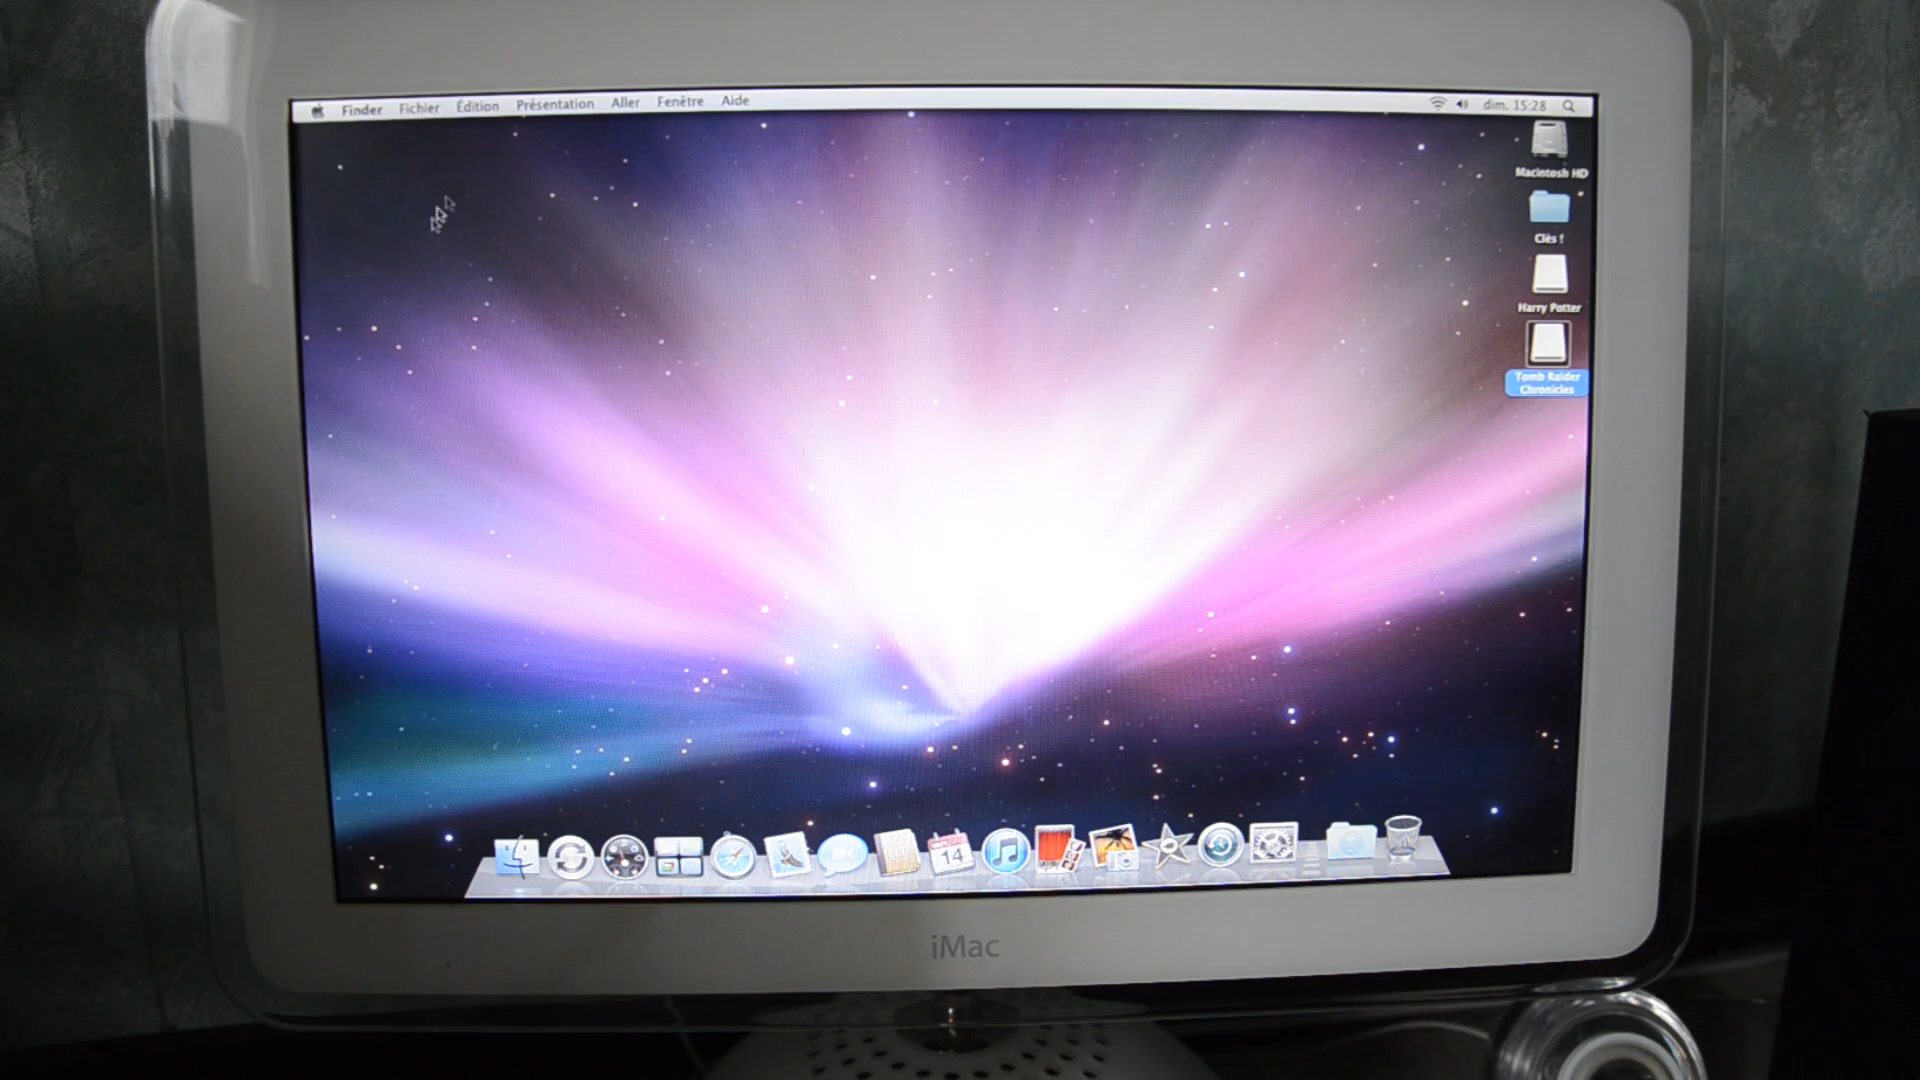 Finder Fichier Édition Présentation Aller Fenêtre Aide dim. 15:28
Macintosh HD
Clés !
Harry Potter
Tomb Raider
Chronicles
14
iMac